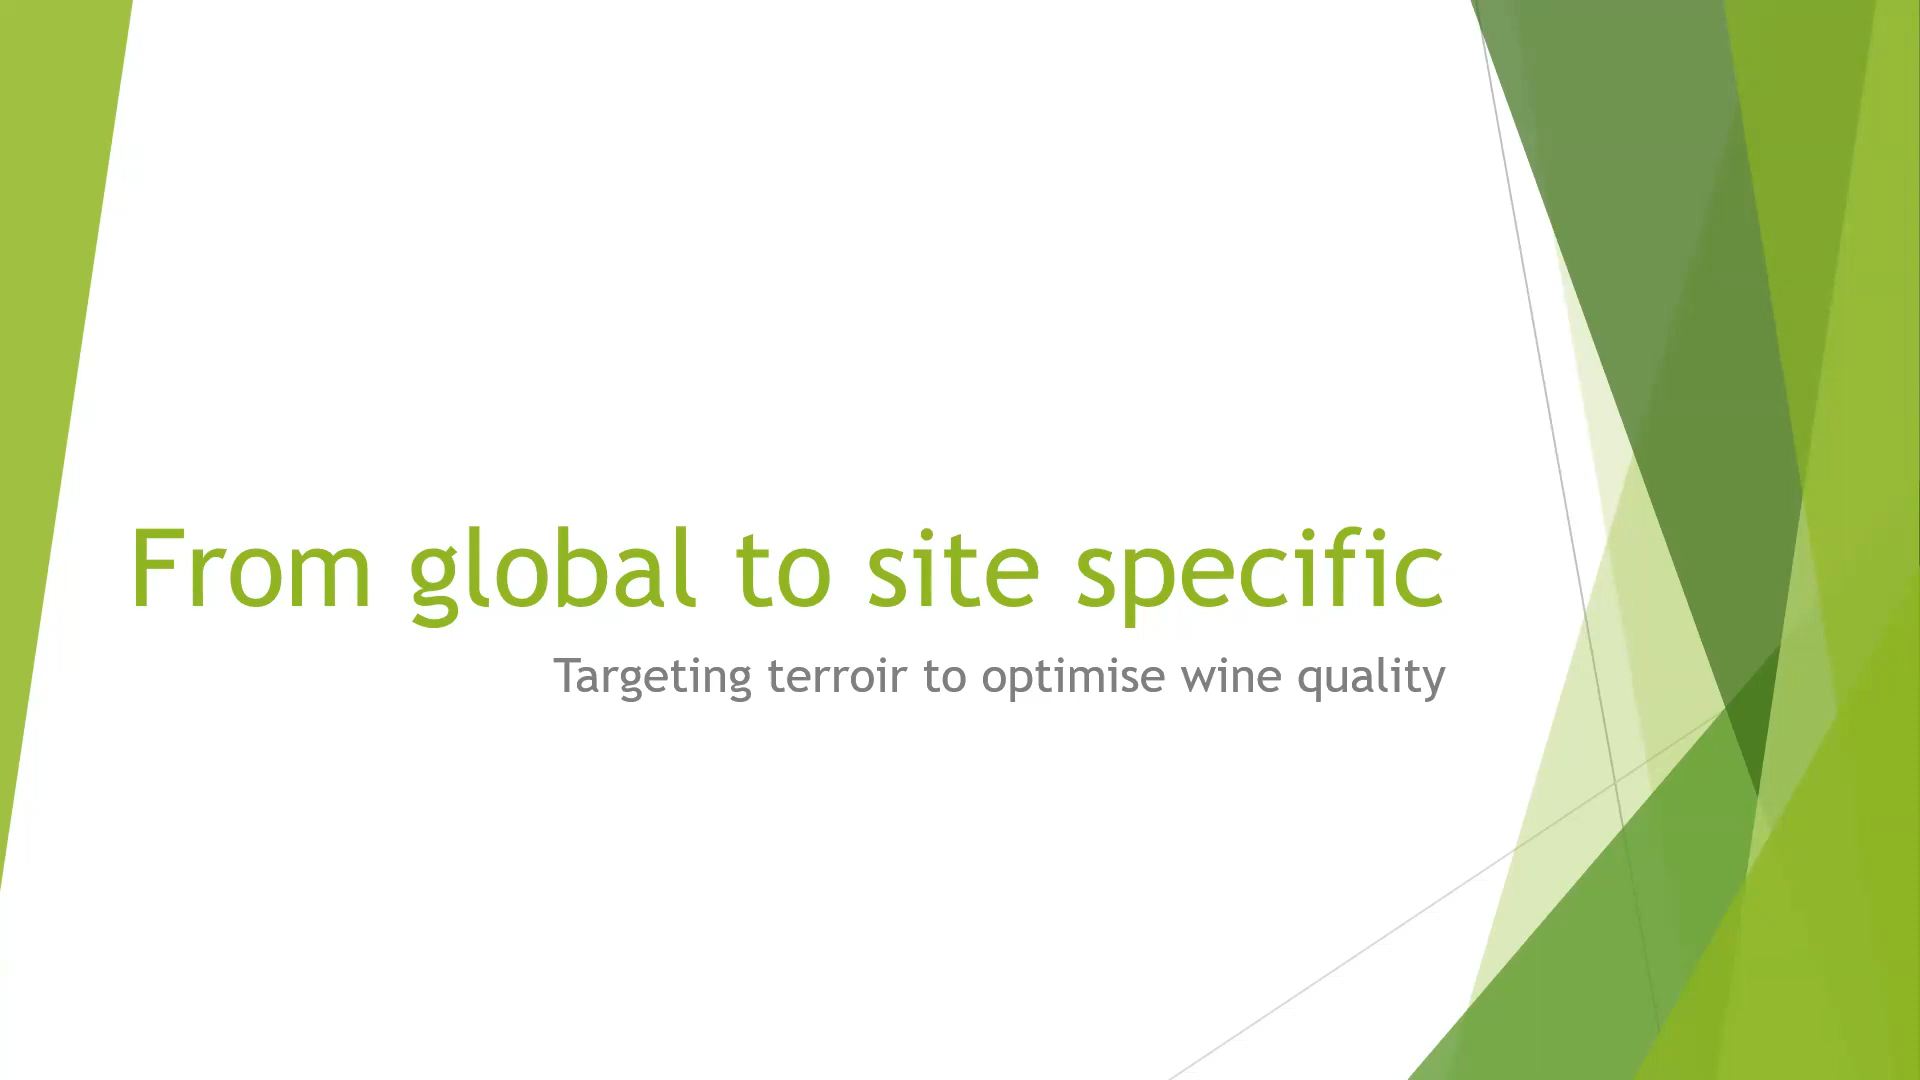 From global to site specific
Targeting terroir to optimise wine quality